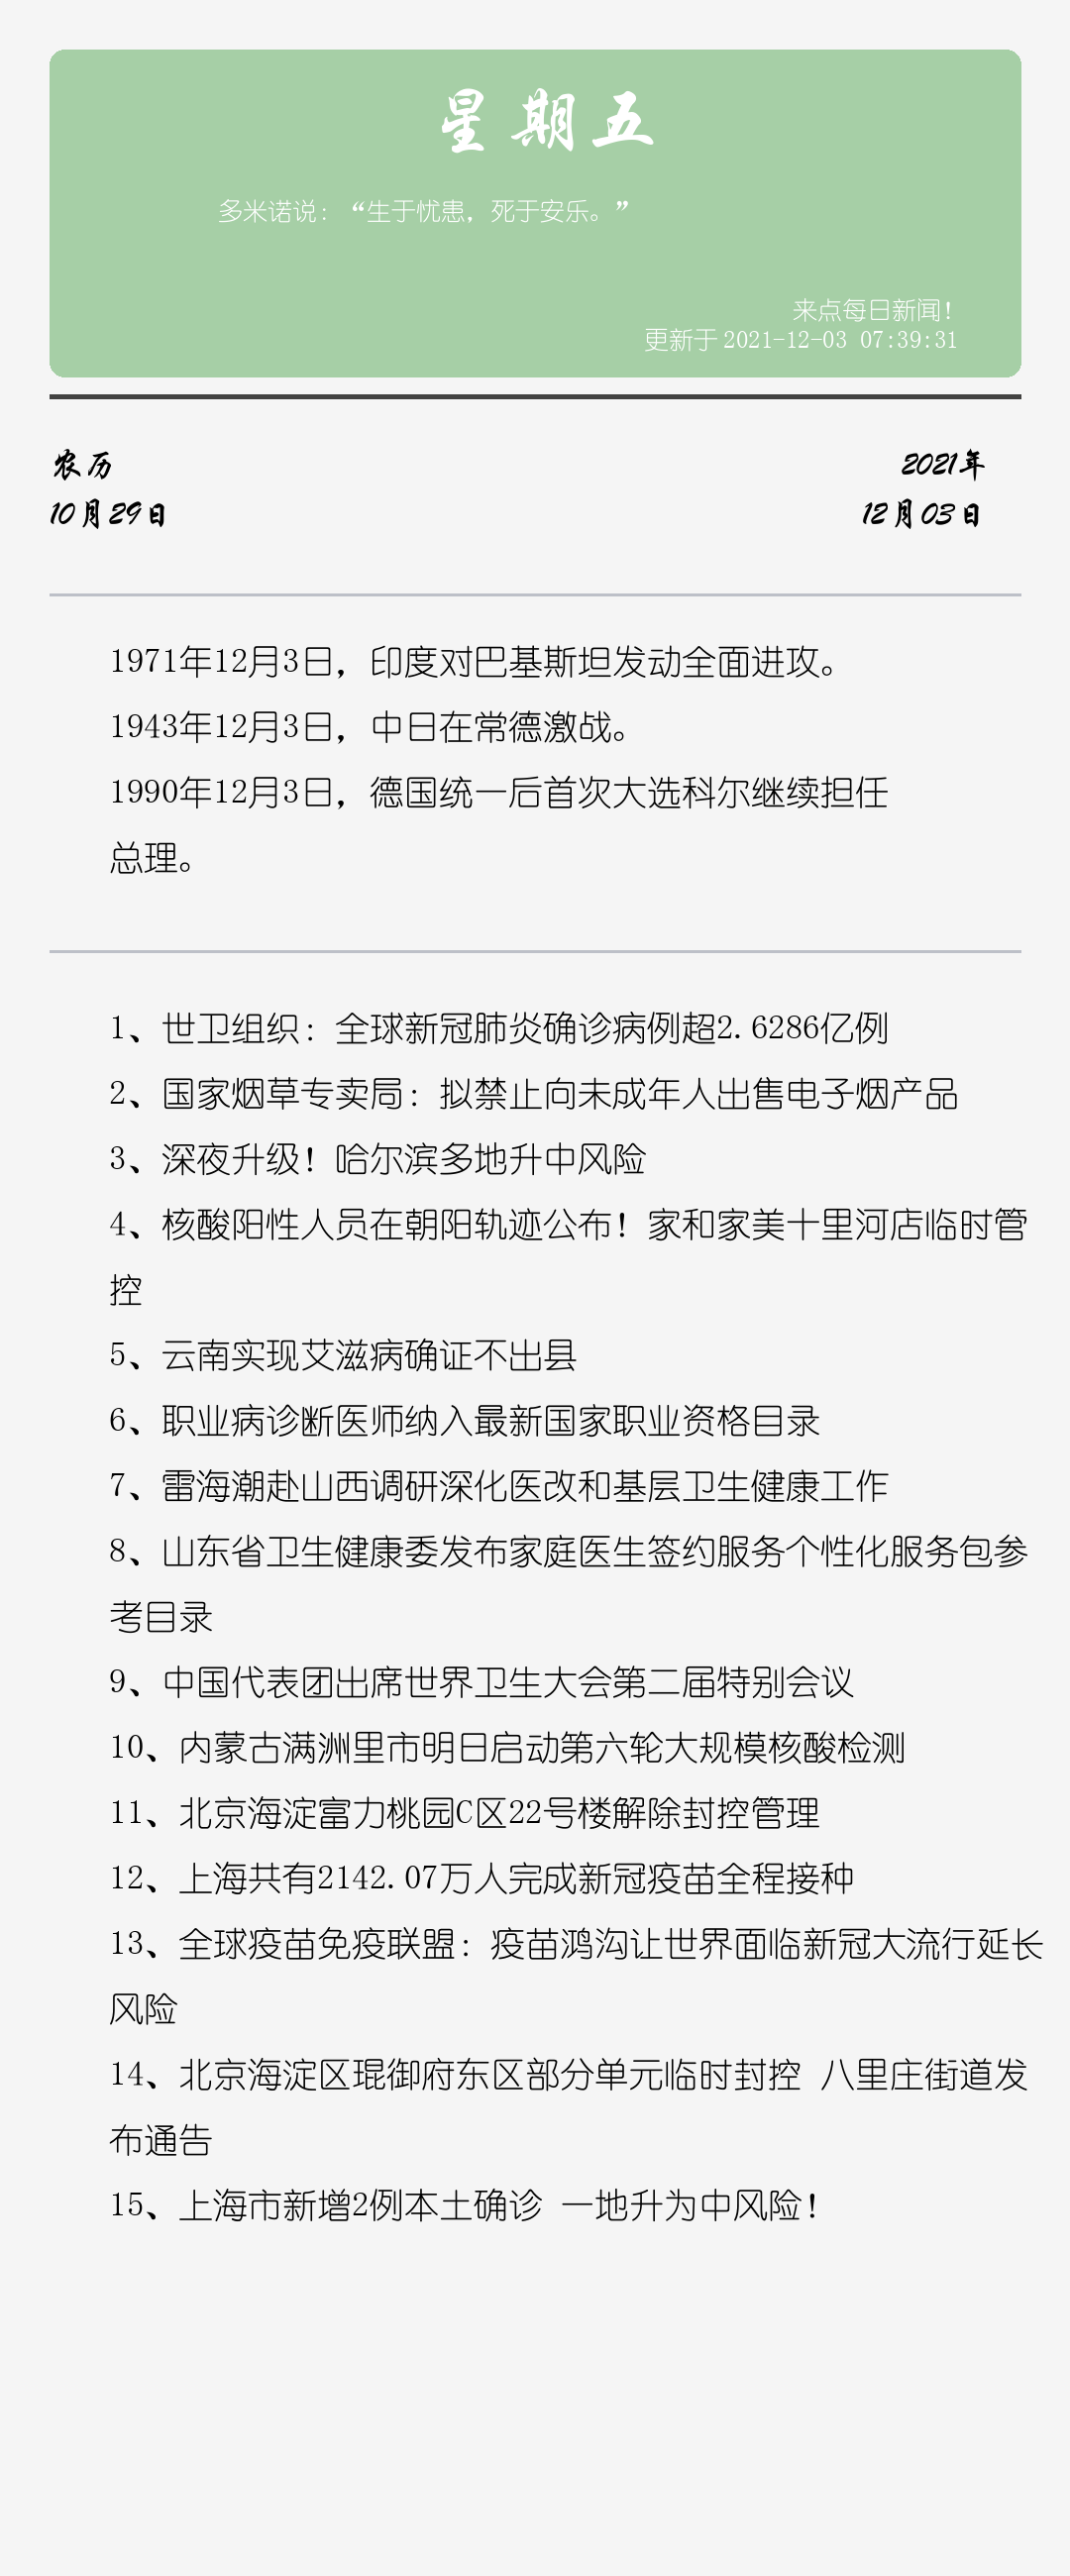 星期五
多米诺说：“生于忧患，死于安乐。”
来点每日新闻！
更新于 2021-12-03 07:39:31
农历
10月29日
2021年
12月03日
1971年12月3日，印度对巴基斯坦发动全面进攻。
1943年12月3日，中日在常德激战。
1990年12月3日，德国统一后首次大选科尔继续担任
总理。
1、世卫组织：全球新冠肺炎确诊病例超2.6286亿例
2、国家烟草专卖局：拟禁止向未成年人出售电子烟产品
3、深夜升级！哈尔滨多地升中风险
4、核酸阳性人员在朝阳轨迹公布！家和家美十里河店临时管
控
5、云南实现艾滋病确证不出县
6、职业病诊断医师纳入最新国家职业资格目录
7、雷海潮赴山西调研深化医改和基层卫生健康工作
8、山东省卫生健康委发布家庭医生签约服务个性化服务包参
考目录
9、中国代表团出席世界卫生大会第二届特别会议
10、内蒙古满洲里市明日启动第六轮大规模核酸检测
11、北京海淀富力桃园C区22号楼解除封控管理
12、上海共有2142.07万人完成新冠疫苗全程接种
13、全球疫苗免疫联盟：疫苗鸿沟让世界面临新冠大流行延长
风险
14、北京海淀区琨御府东区部分单元临时封控 八里庄街道发
布通告
15、上海市新增2例本土确诊 一地升为中风险！